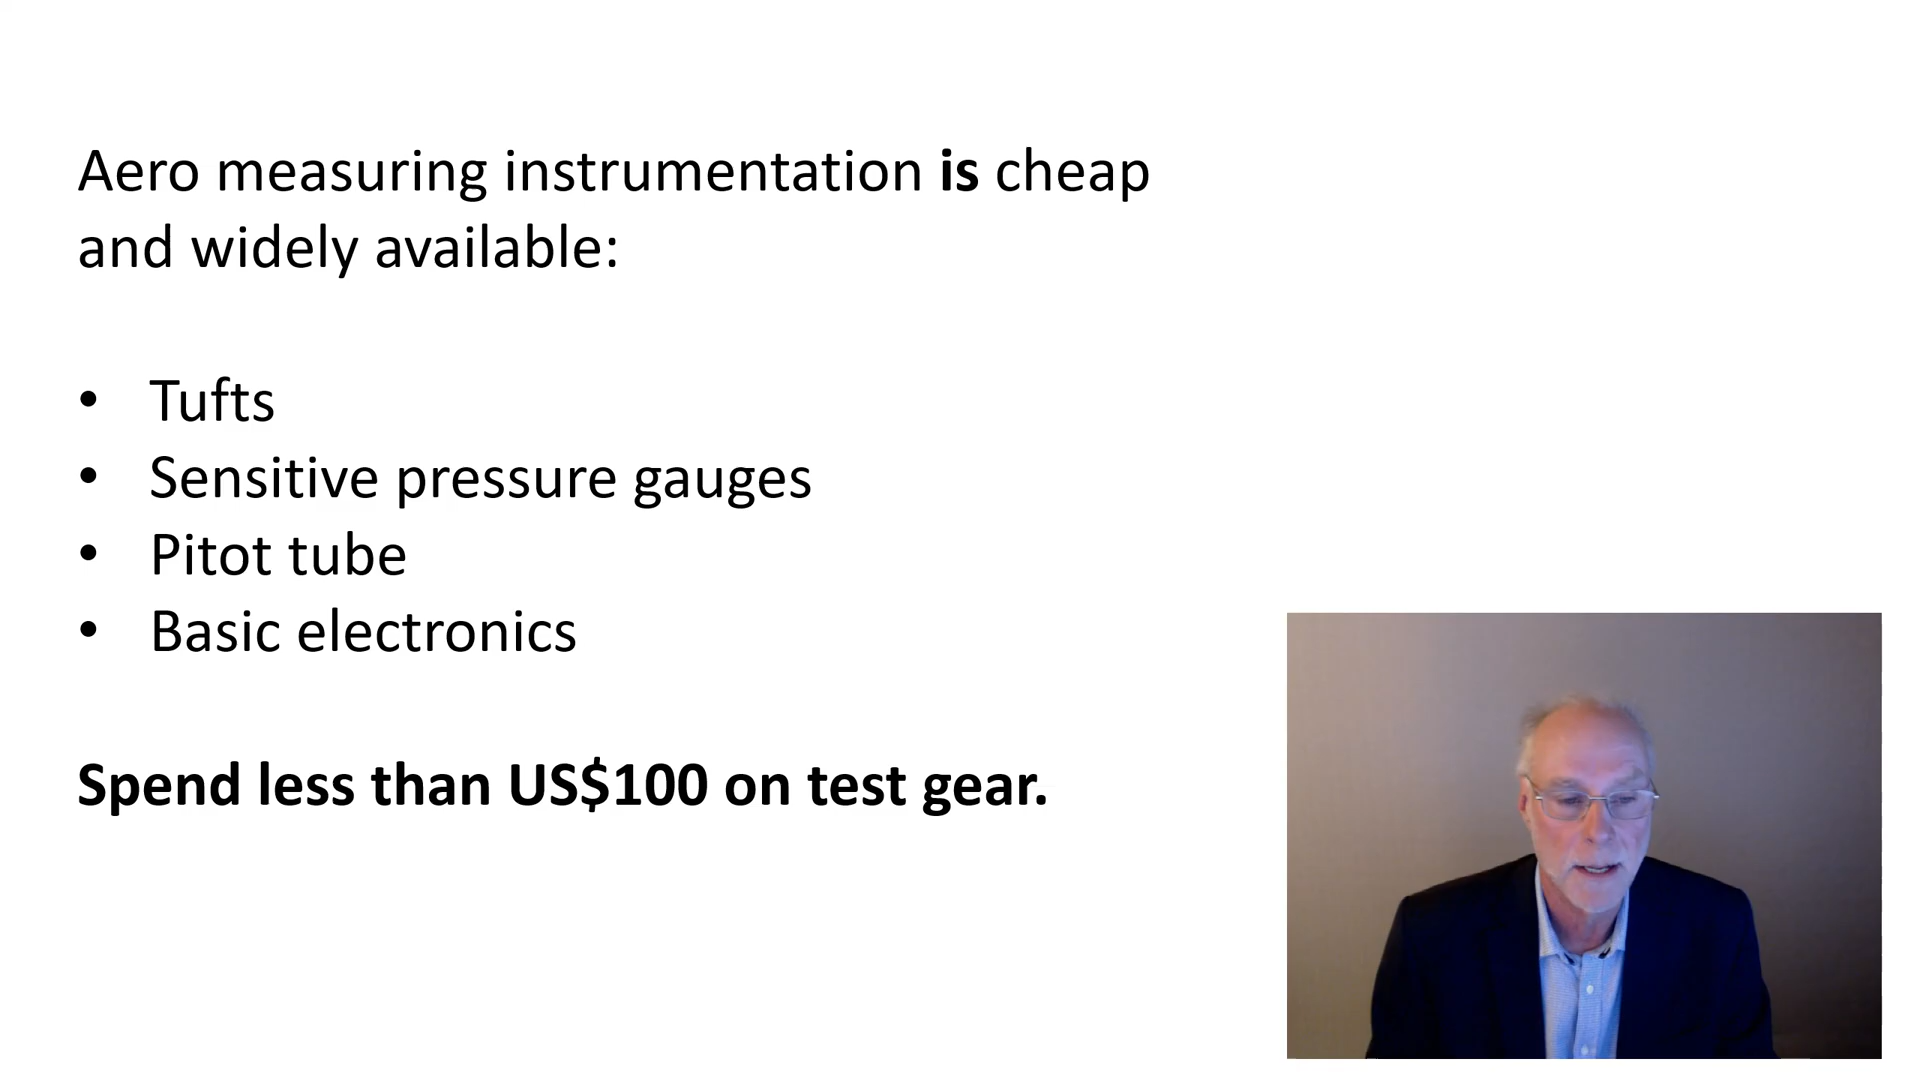 Aero measuring instrumentation is cheap
and widely available:
• Tufts
• Sensitive pressure gauges
• Pitot tube
• Basic electronics
Spend less than US$100 on test gear.